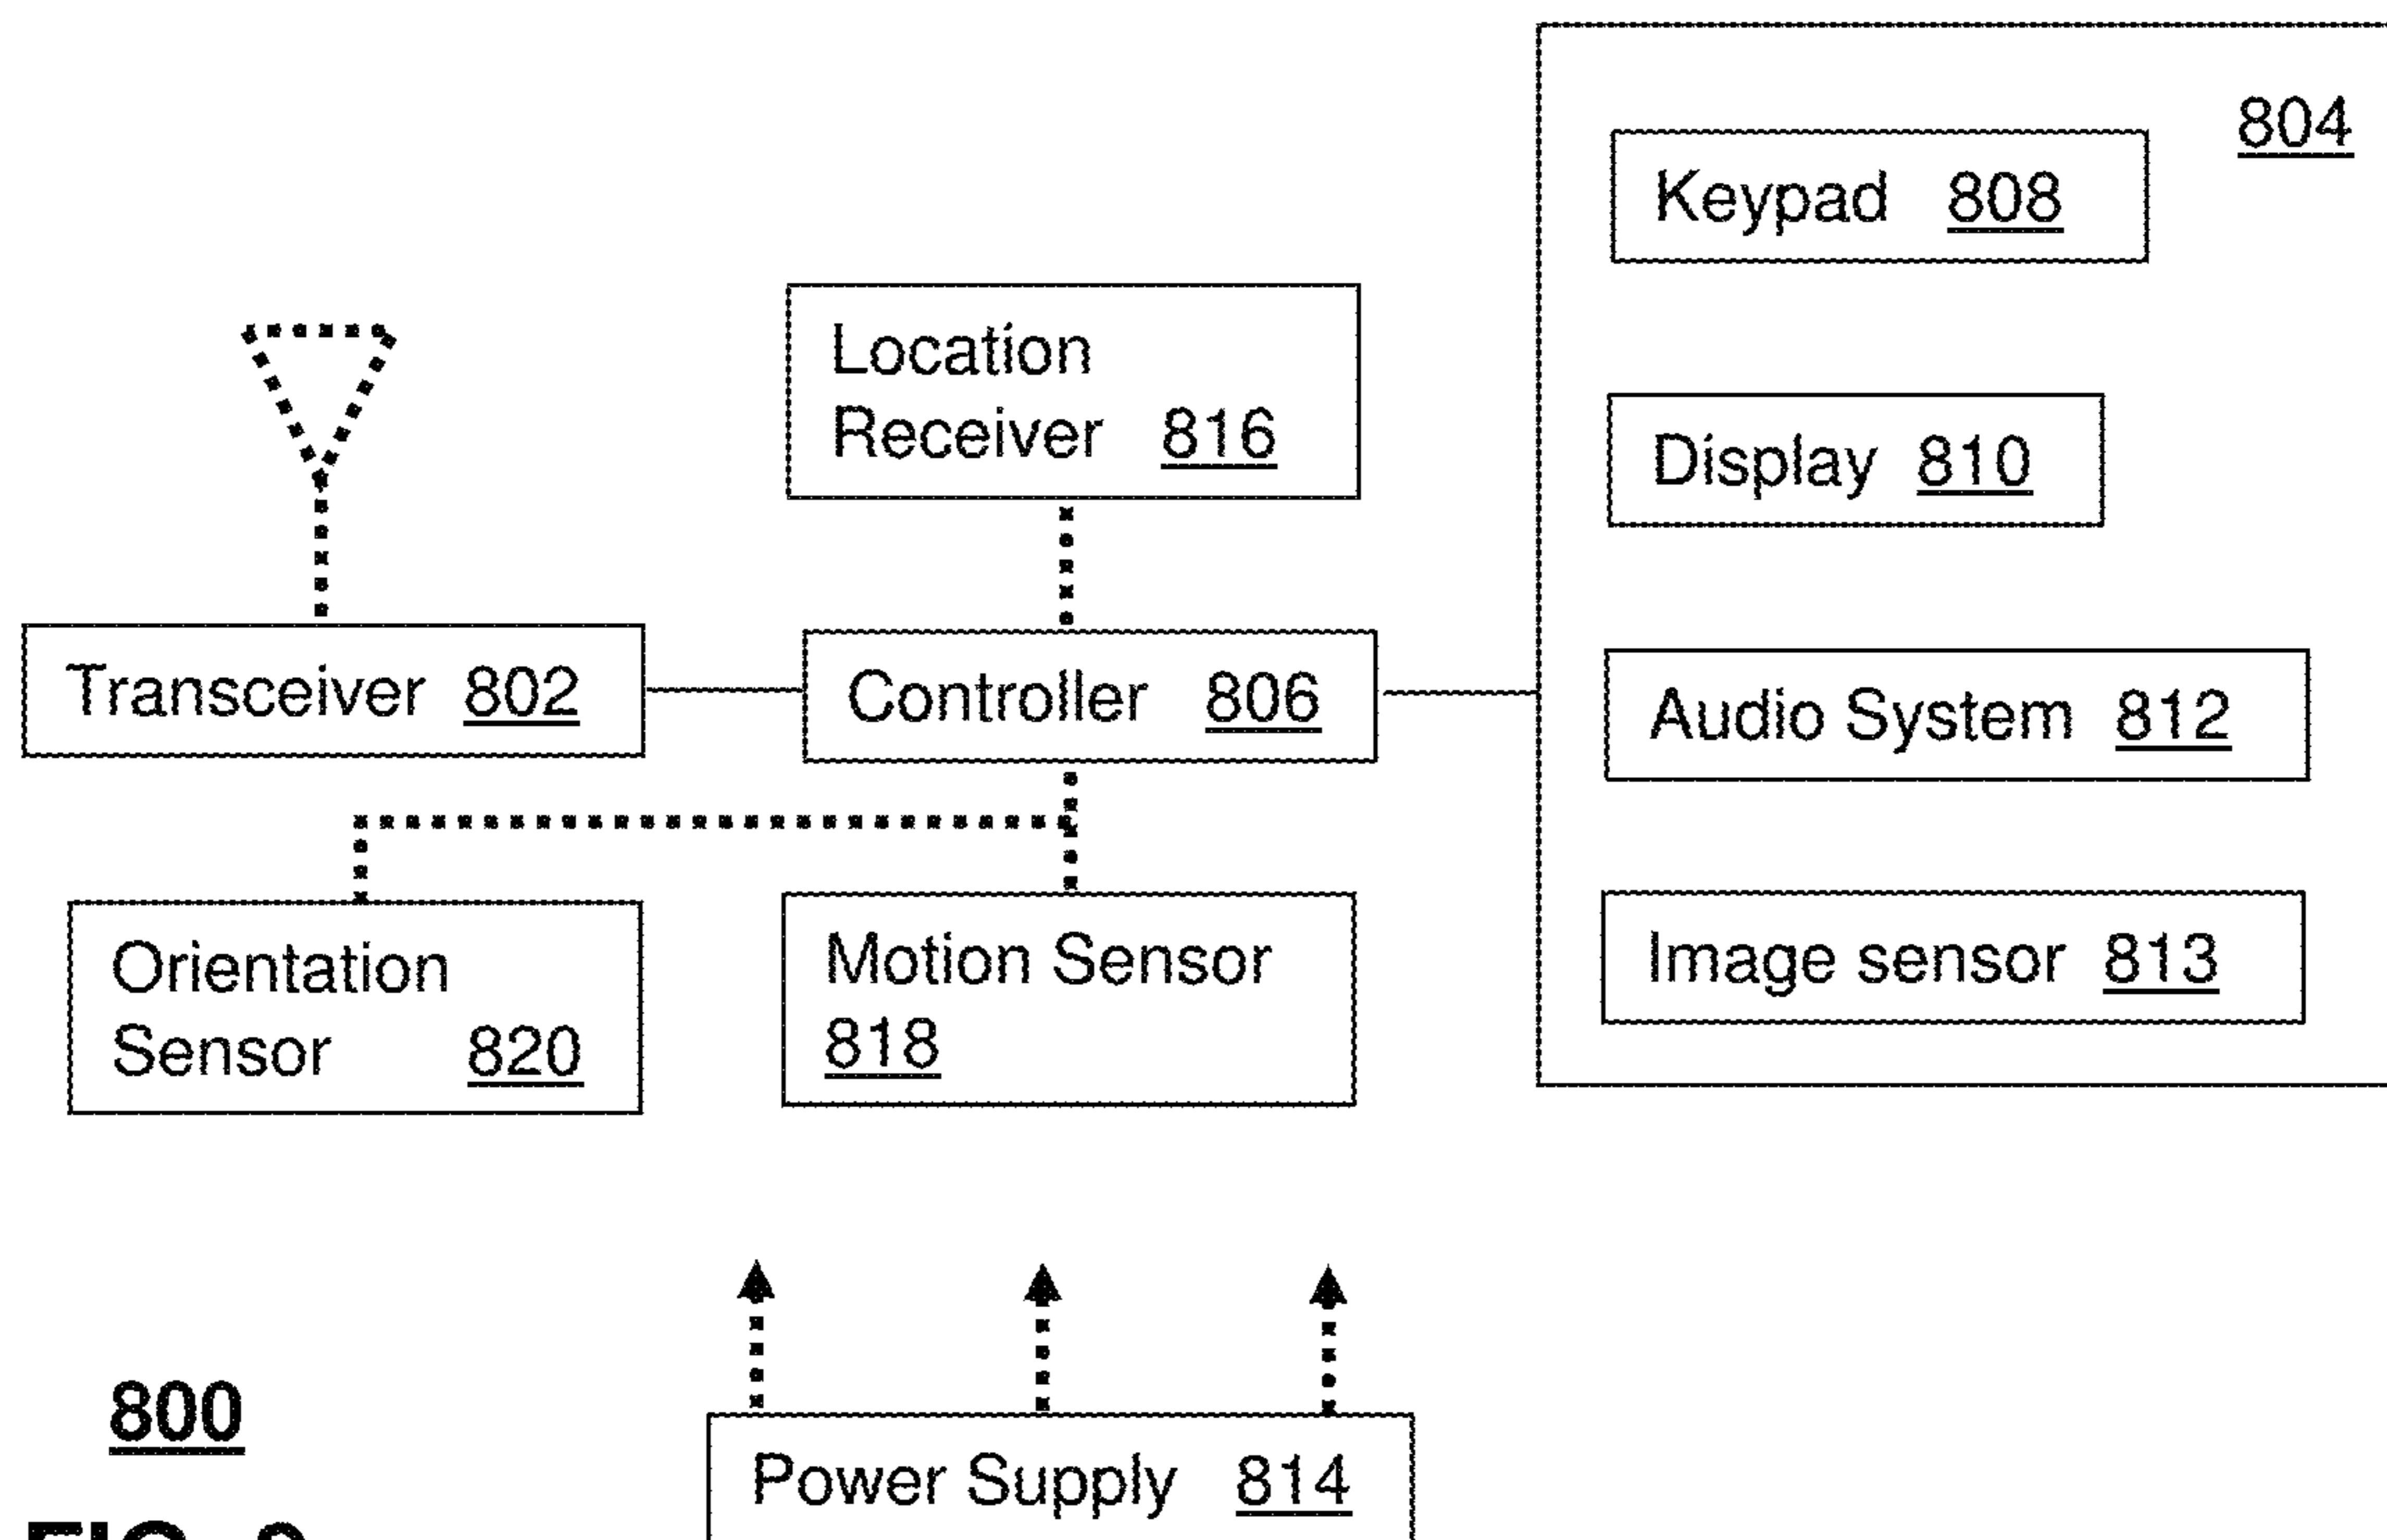 804
Keypad 808
Location
Receiver 816
Display 810
Transceiver 802
Controller 806
Audio System 812
Orientation
Sensor 820
Motion Sensor
818
Image sensor 813
800
Power Supply 814
FIG.